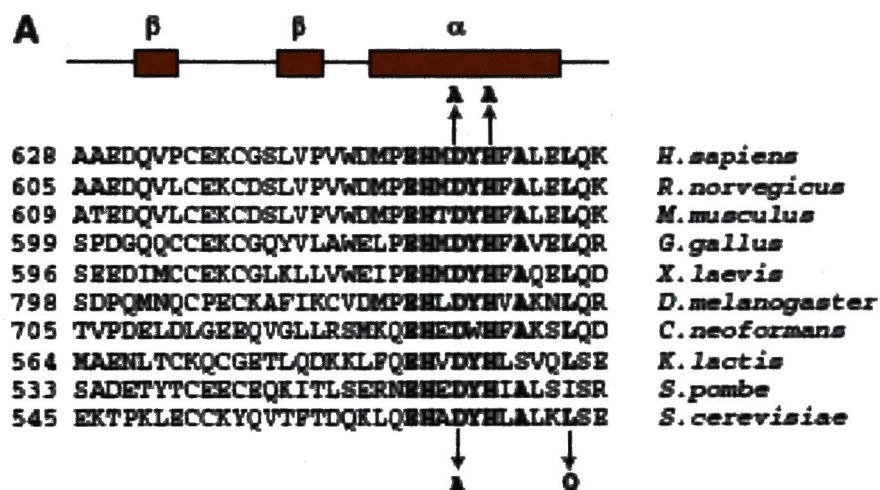 A
β β α
A A
628 AAEDQVPCEKCGSLVPVWDMPEHMDYHFALELQK H.sapiens
605 AAEDQVLCEKCDSLVPVWDMPEHMDYHFALELQK R.norvegicus
609 ATEDQVLCEKCDSLVPVWDMPEHTDYHFALELQK M.musculus
599 SPDGQQCCEKCGQYVLAWELPEHMDYHFAVELQR G.gallus
596 SEEDIMCCEKCGLKLLVWEIPEHMDYHFAQELQD X.laevis
798 SDPQMNQCPECKAFIKCVDMPEHLDYHVAKNLQR D.melanogaster
705 TVPDELDLGEEQVGLLRSMKQEHEDWHFAKSLQD C.neoformans
564 MAENLTCKQCGETLQDKKLFQEHVDYHLSVQLSE K.lactis
533 SADETYTCEECEQKITLSERNEHEDYHIALSISR S.pombe
545 EKTPKLECCKYQVTFTDQKLQEHADYHLALKLSE S.cerevisiae
A Q